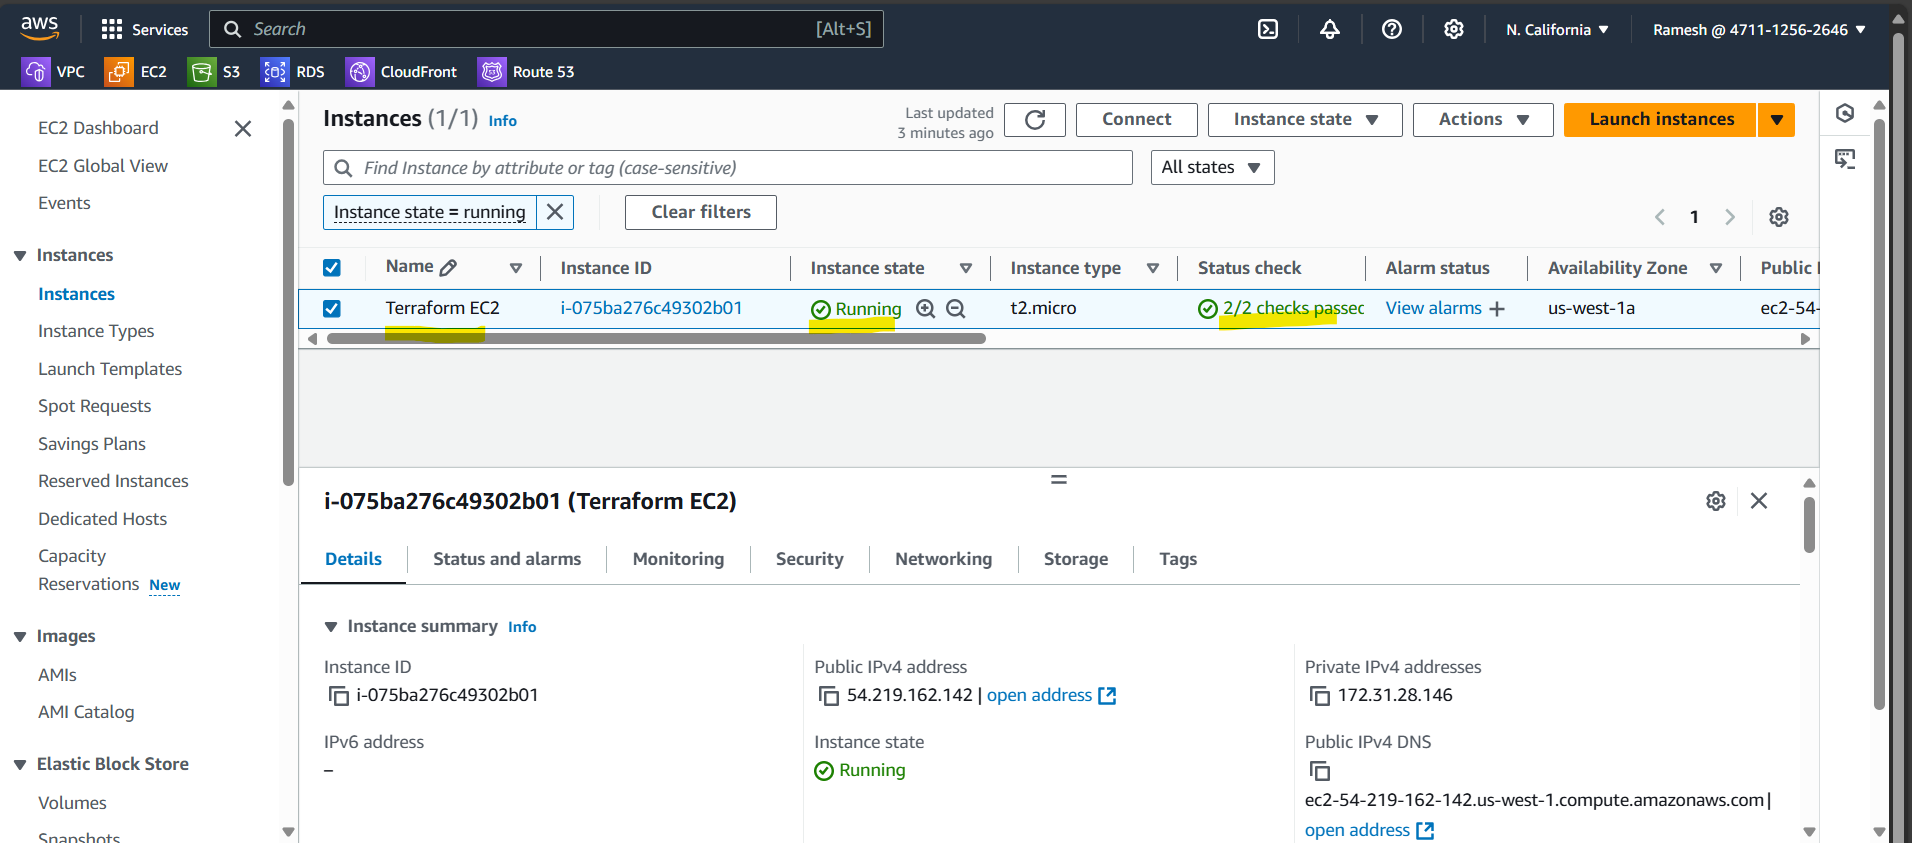 aws
Services
Search
[Alt+S]
N. California
Ramesh @ 4711-1256-2646
VPC
EC2
S3
RDS
CloudFront
Route 53
EC2 Dashboard
EC2 Global View
Events
Instances
Instances
Instance Types
Launch Templates
Spot Requests
Savings Plans
Reserved Instances
Dedicated Hosts
Capacity
Reservations New
Images
AMIs
AMI Catalog
Elastic Block Store
Volumes
Snapshots
Instances (1/1) Info
Last updated
3 minutes ago
Connect
Instance state
Actions
Launch instances
Find Instance by attribute or tag (case-sensitive)
All states
Instance state = running
Clear filters
1
Name
Instance ID
Instance state
Instance type
Status check
Alarm status
Availability Zone
Public I
Terraform EC2
i-075ba276c49302b01
Running
t2.micro
2/2 checks passec
View alarms +
us-west-1a
ec2-54-
i-075ba276c49302b01 (Terraform EC2)
Details
Status and alarms
Monitoring
Security
Networking
Storage
Tags
Instance summary Info
Instance ID
i-075ba276c49302b01
Public IPv4 address
54.219.162.142 | open address
Private IPv4 addresses
172.31.28.146
IPv6 address
–
Instance state
Running
Public IPv4 DNS
ec2-54-219-162-142.us-west-1.compute.amazonaws.com |
open address